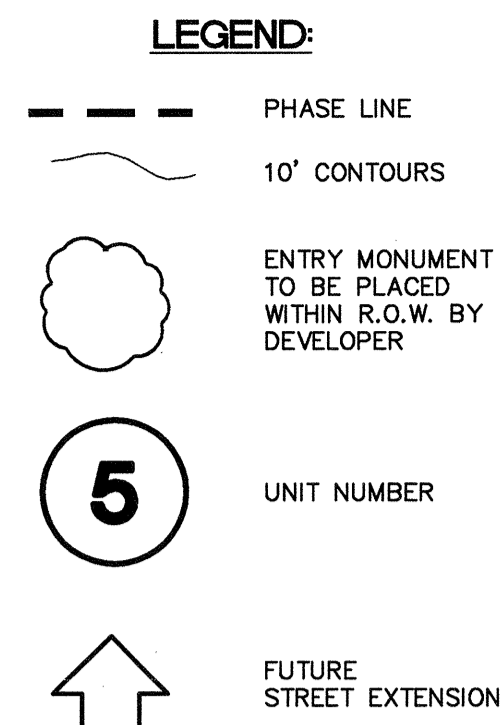 LEGEND:
PHASE LINE
10' CONTOURS
ENTRY MONUMENT
TO BE PLACED
WITHIN R.O.W. BY
DEVELOPER
5
UNIT NUMBER
FUTURE
STREET EXTENSION